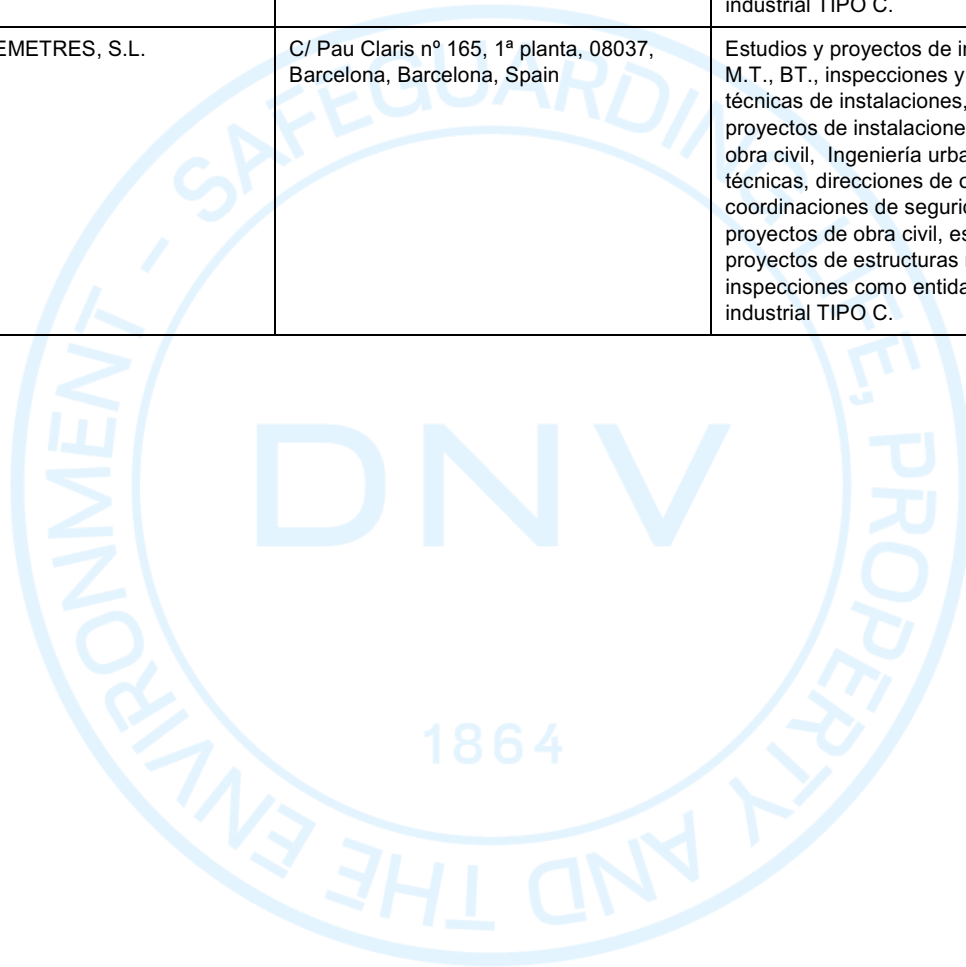 industrial TIPO C.
EMETRES, S.L.
C/ Pau Claris nº 165, 1ª planta, 08037,
Barcelona, Barcelona, Spain
Estudios y proyectos de i
M.T., BT., inspecciones y
técnicas de instalaciones,
proyectos de instalacione
obra civil, Ingeniería urba
técnicas, direcciones de
coordinaciones de seguri
proyectos de obra civil, es
proyectos de estructuras
inspecciones como entida
industrial TIPO C.
SAFEGUARDING LIFE, PROPERTY AND THE ENVIRONMENT -
DNV
1864